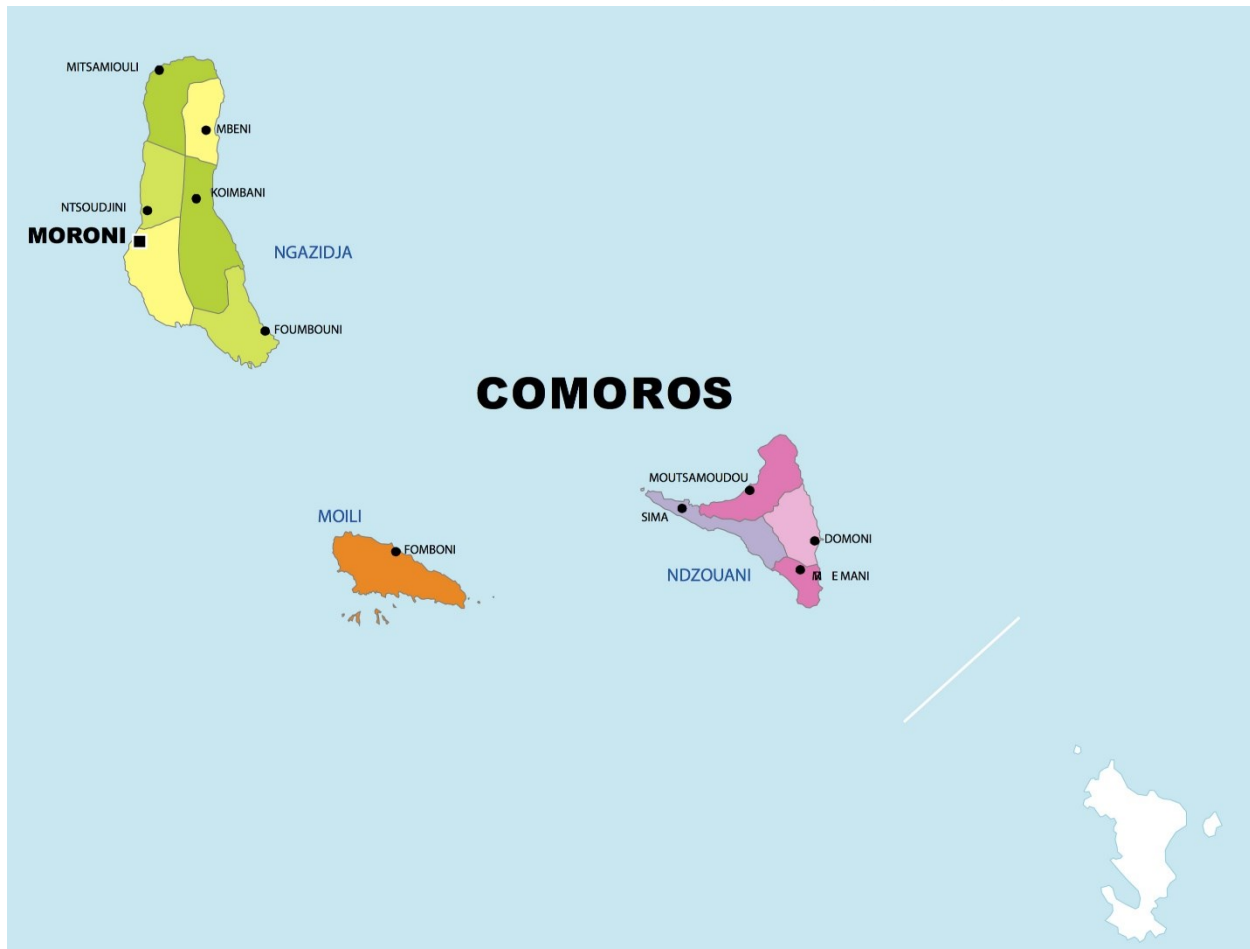 MITSAMIOULI
MBENI
KOIMBANI
NTSOUDJINI
MORONI
NGAZIDJA
FOUMBOUNI
COMOROS
MOUTSAMOUDOU
MOILI
SIMA
DOMONI
FOMBONI
NDZOUANI